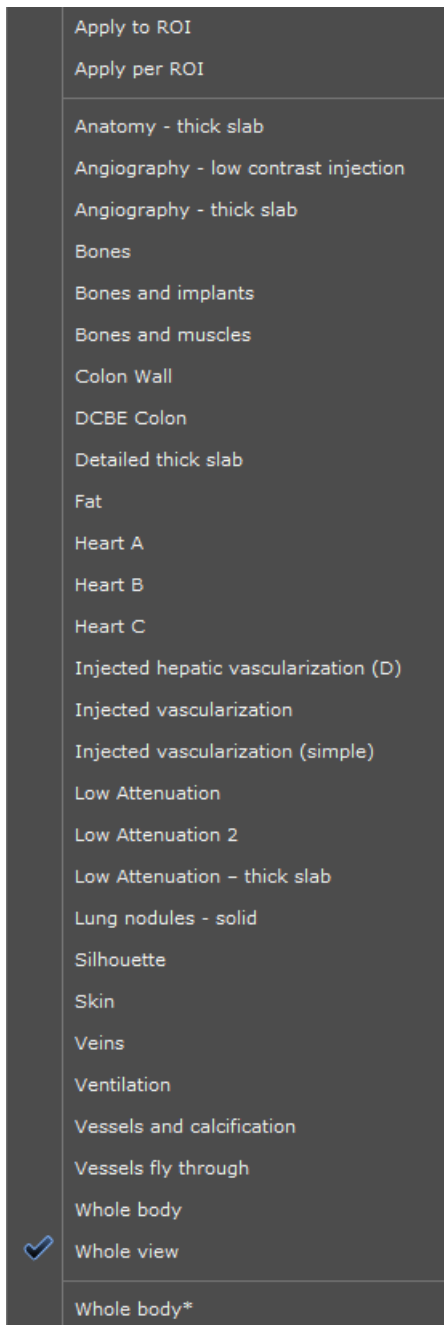 Apply to ROI
Apply per ROI
Anatomy - thick slab
Angiography - low contrast injection
Angiography - thick slab
Bones
Bones and implants
Bones and muscles
Colon Wall
DCBE Colon
Detailed thick slab
Fat
Heart A
Heart B
Heart C
Injected hepatic vascularization (D)
Injected vascularization
Injected vascularization (simple)
Low Attenuation
Low Attenuation 2
Low Attenuation – thick slab
Lung nodules - solid
Silhouette
Skin
Veins
Ventilation
Vessels and calcification
Vessels fly through
Whole body
Whole view
Whole body*